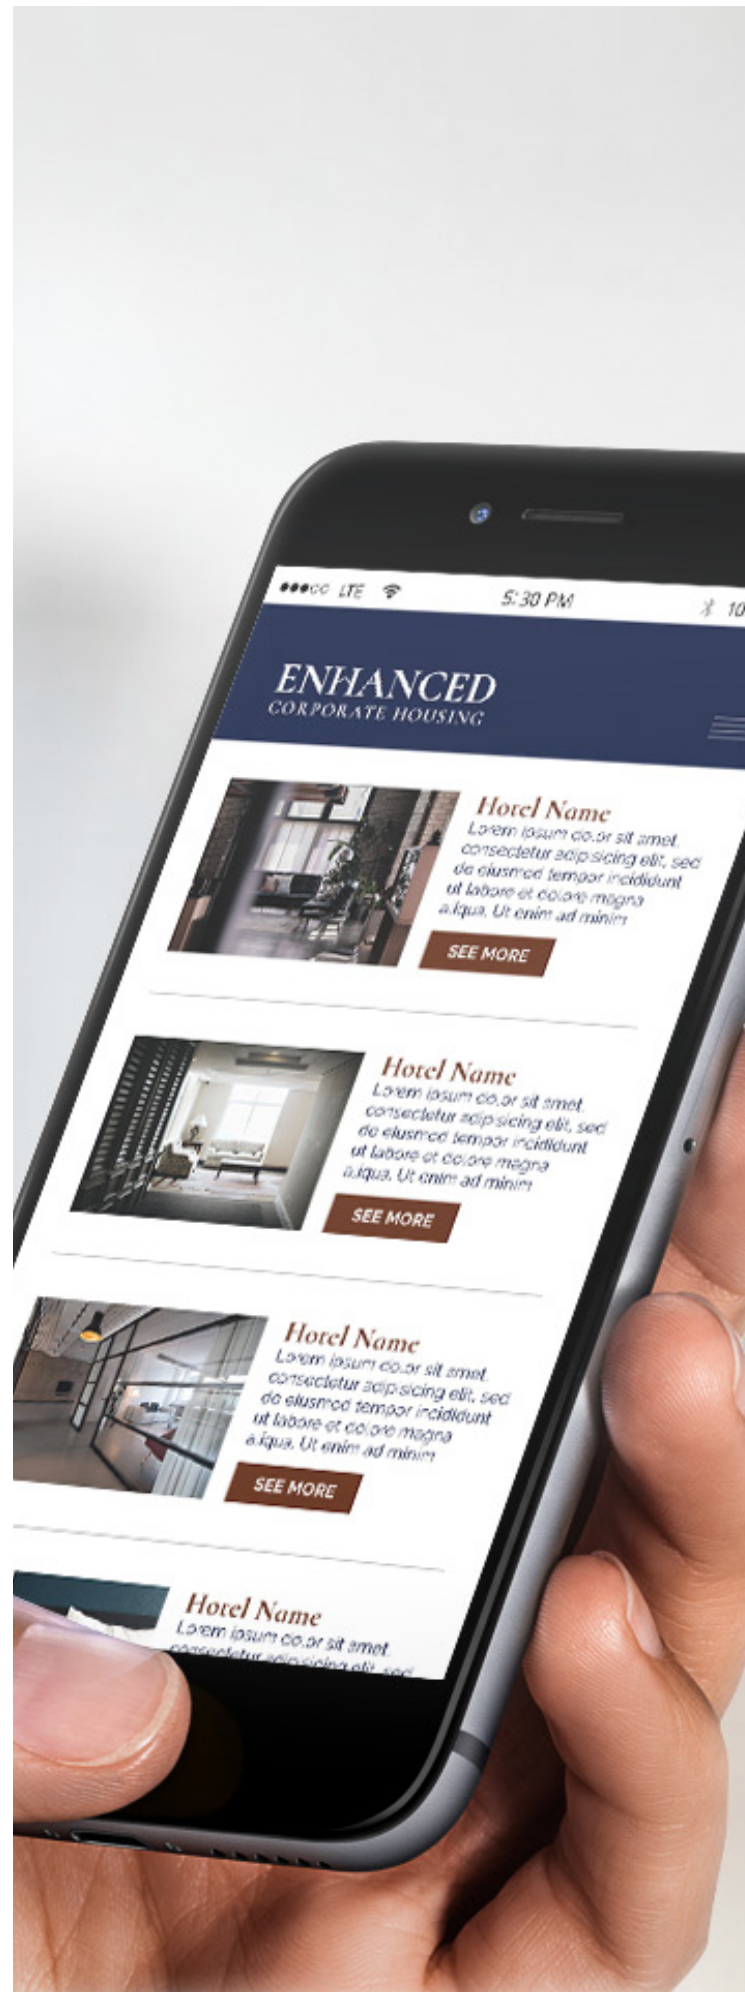 LTE
5:30 PM
10
ENHANCED
CORPORATE HOUSING
Hotel Name
Lorem ipsum dolor sit amet,
consectetur adipisicing elit, sed
do eiusmod tempor incididunt
ut labore et dolore magna
aliqua. Ut enim ad minim
SEE MORE
Hotel Name
Lorem ipsum dolor sit amet,
consectetur adipisicing elit, sed
do eiusmod tempor incididunt
ut labore et dolore magna
aliqua. Ut enim ad minim
SEE MORE
Hotel Name
Lorem ipsum dolor sit amet,
consectetur adipisicing elit, sed
do eiusmod tempor incididunt
ut labore et dolore magna
aliqua. Ut enim ad minim
SEE MORE
Hotel Name
Lorem ipsum dolor sit amet,
consectetur adipisicing elit, sed